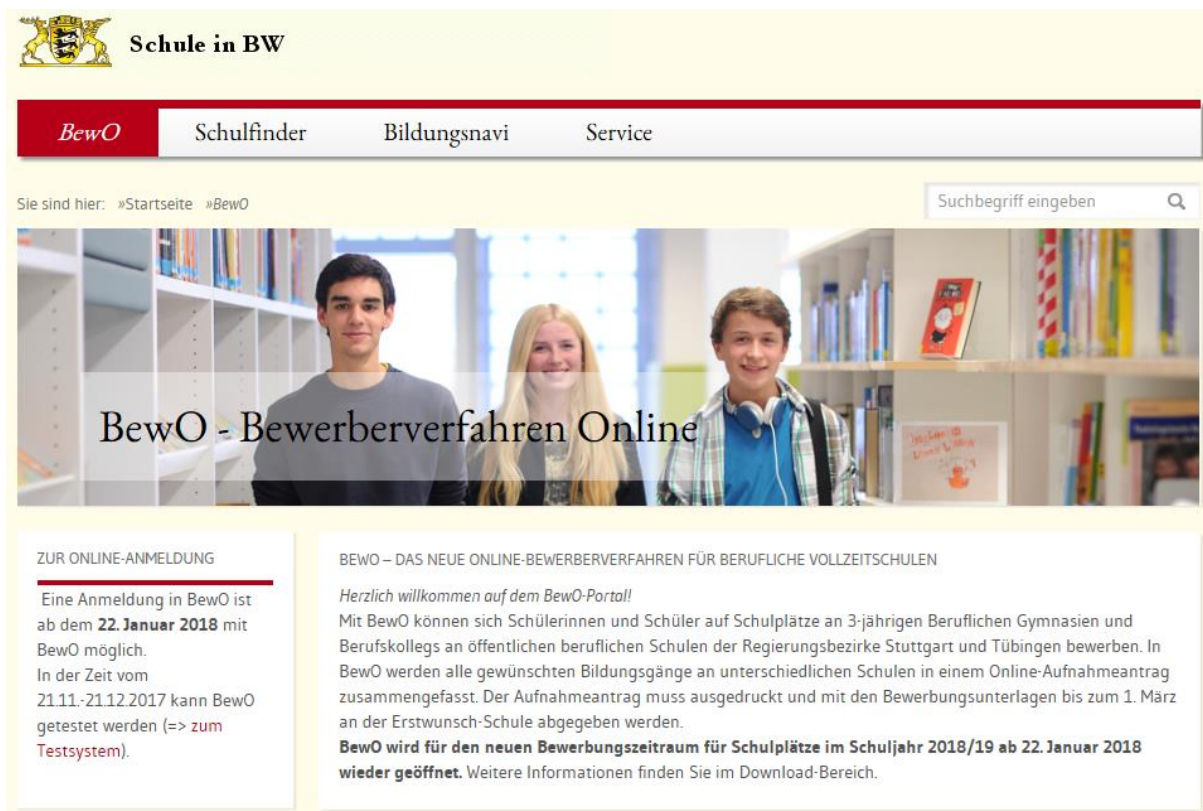 Schule in BW
BewO Schulfinder Bildungsnavi Service
Sie sind hier: »Startseite »BewO
Suchbegriff eingeben
BewO - Bewerberverfahren Online
ZUR ONLINE-ANMELDUNG
Eine Anmeldung in BewO ist
ab dem 22. Januar 2018 mit
BewO möglich.
In der Zeit vom
21.11.-21.12.2017 kann BewO
getestet werden (=> zum
Testsystem).
BEWO – DAS NEUE ONLINE-BEWERBERVERFAHREN FÜR BERUFLICHE VOLLZEITSCHULEN
Herzlich willkommen auf dem BewO-Portal!
Mit BewO können sich Schülerinnen und Schüler auf Schulplätze an 3-jährigen Beruflichen Gymnasien und
Berufskollegs an öffentlichen beruflichen Schulen der Regierungsbezirke Stuttgart und Tübingen bewerben. In
BewO werden alle gewünschten Bildungsgänge an unterschiedlichen Schulen in einem Online-Aufnahmeantrag
zusammengefasst. Der Aufnahmeantrag muss ausgedruckt und mit den Bewerbungsunterlagen bis zum 1. März
an der Erstwunsch-Schule abgegeben werden.
BewO wird für den neuen Bewerbungszeitraum für Schulplätze im Schuljahr 2018/19 ab 22. Januar 2018
wieder geöffnet. Weitere Informationen finden Sie im Download-Bereich.